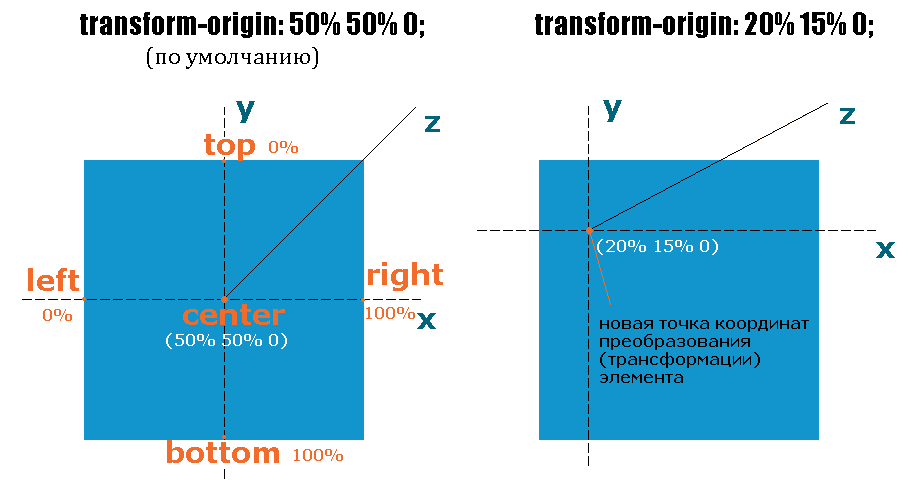 transform-origin: 50% 50% 0;
(по умолчанию)
y
z
top 0%
left
0%
right
100%
x
center
(50% 50% 0)
bottom 100%
transform-origin: 20% 15% 0;
y
z
x
(20% 15% 0)
новая точка координат
преобразования
(трансформации)
элемента